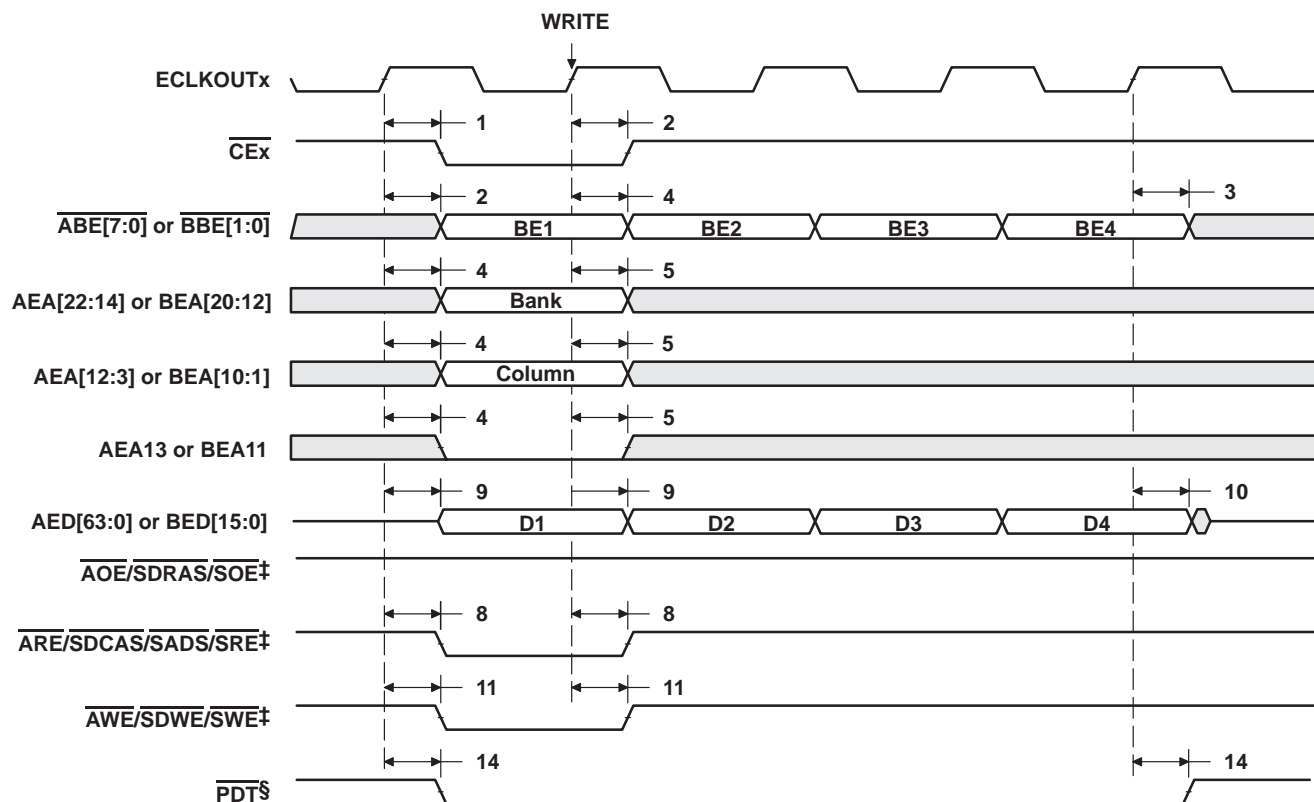 WRITE
ECLKOUTx
1 2
CEx
2 4 3
ABE[7:0] or BBE[1:0] BE1 BE2 BE3 BE4
4 5
AEA[22:14] or BEA[20:12] Bank
4 5
AEA[12:3] or BEA[10:1] Column
4 5
AEA13 or BEA11
9 9 10
AED[63:0] or BED[15:0] D1 D2 D3 D4
AOE/SDRAS/SOE‡
8 8
ARE/SDCAS/SADS/SRE‡
11 11
AWE/SDWE/SWE‡
14 14
PDT§